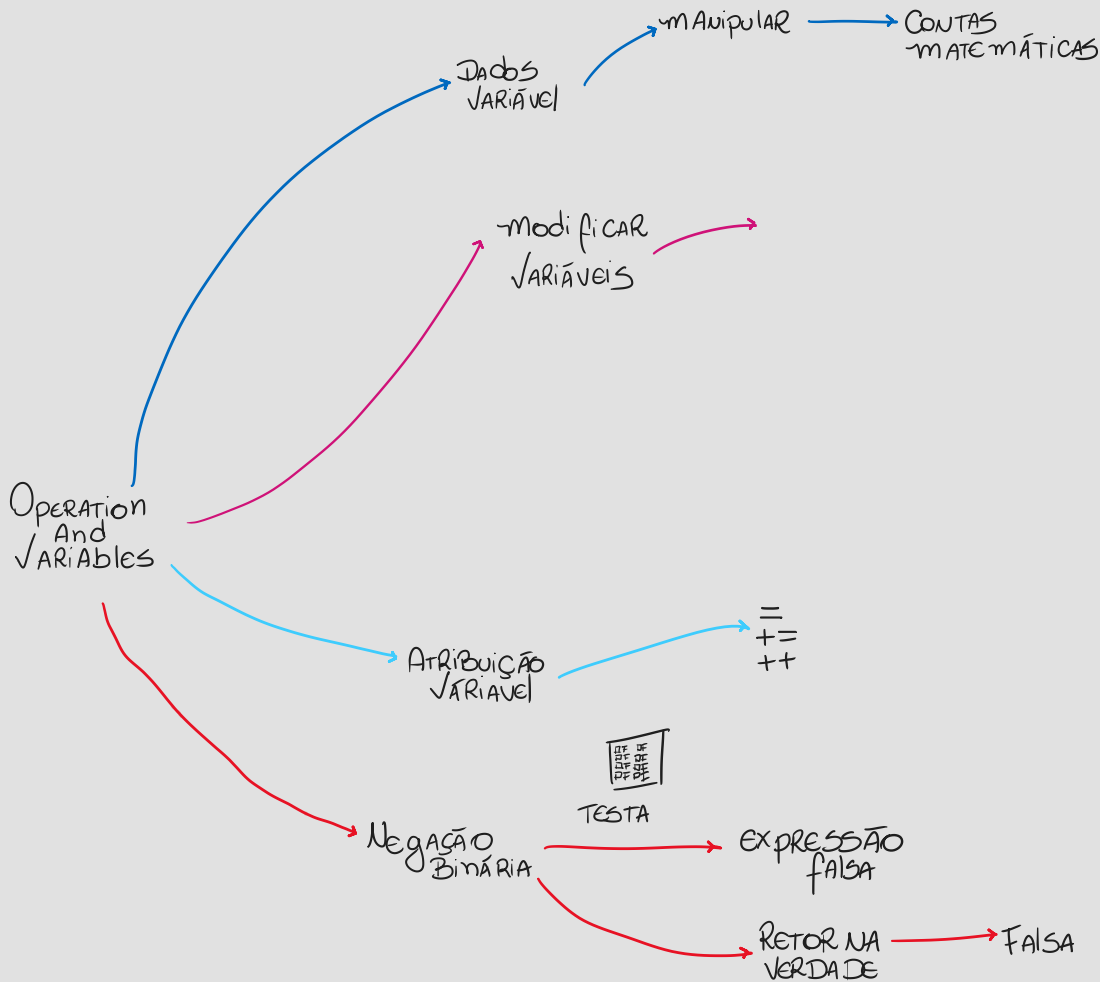 MANIPULAR
CONTAS
MATEMÁTICAS
DADOS
VARIÁVEL
MODIFICAR
VARIÁVEIS
OPERATION
AND
VARIABLES
=
+=
++
ATRIBUIÇÃO
VÁRIAVEL
TESTA
NEGAÇÃO
BINÁRIA
EXPRESSÃO
FALSA
RETORNA
VERDADE
FALSA